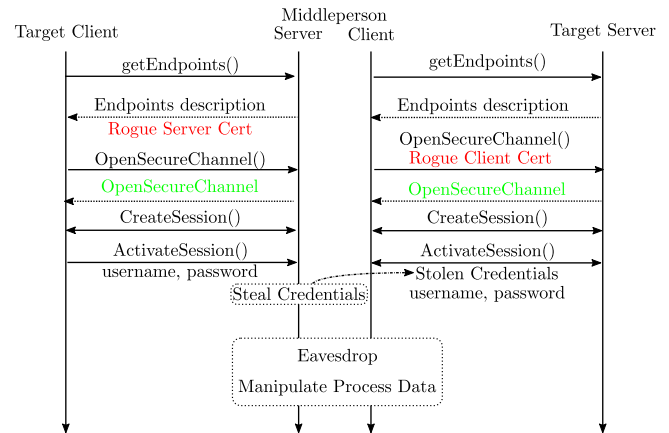 Middleperson
Target Client
Server
Client
Target Server
getEndpoints()
getEndpoints()
Endpoints description
Rogue Server Cert
Endpoints description
OpenSecureChannel()
OpenSecureChannel()
Rogue Client Cert
OpenSecureChannel
OpenSecureChannel
CreateSession()
CreateSession()
ActivateSession()
username, password
ActivateSession()
Stolen Credentials
username, password
Steal Credentials
Eavesdrop
Manipulate Process Data